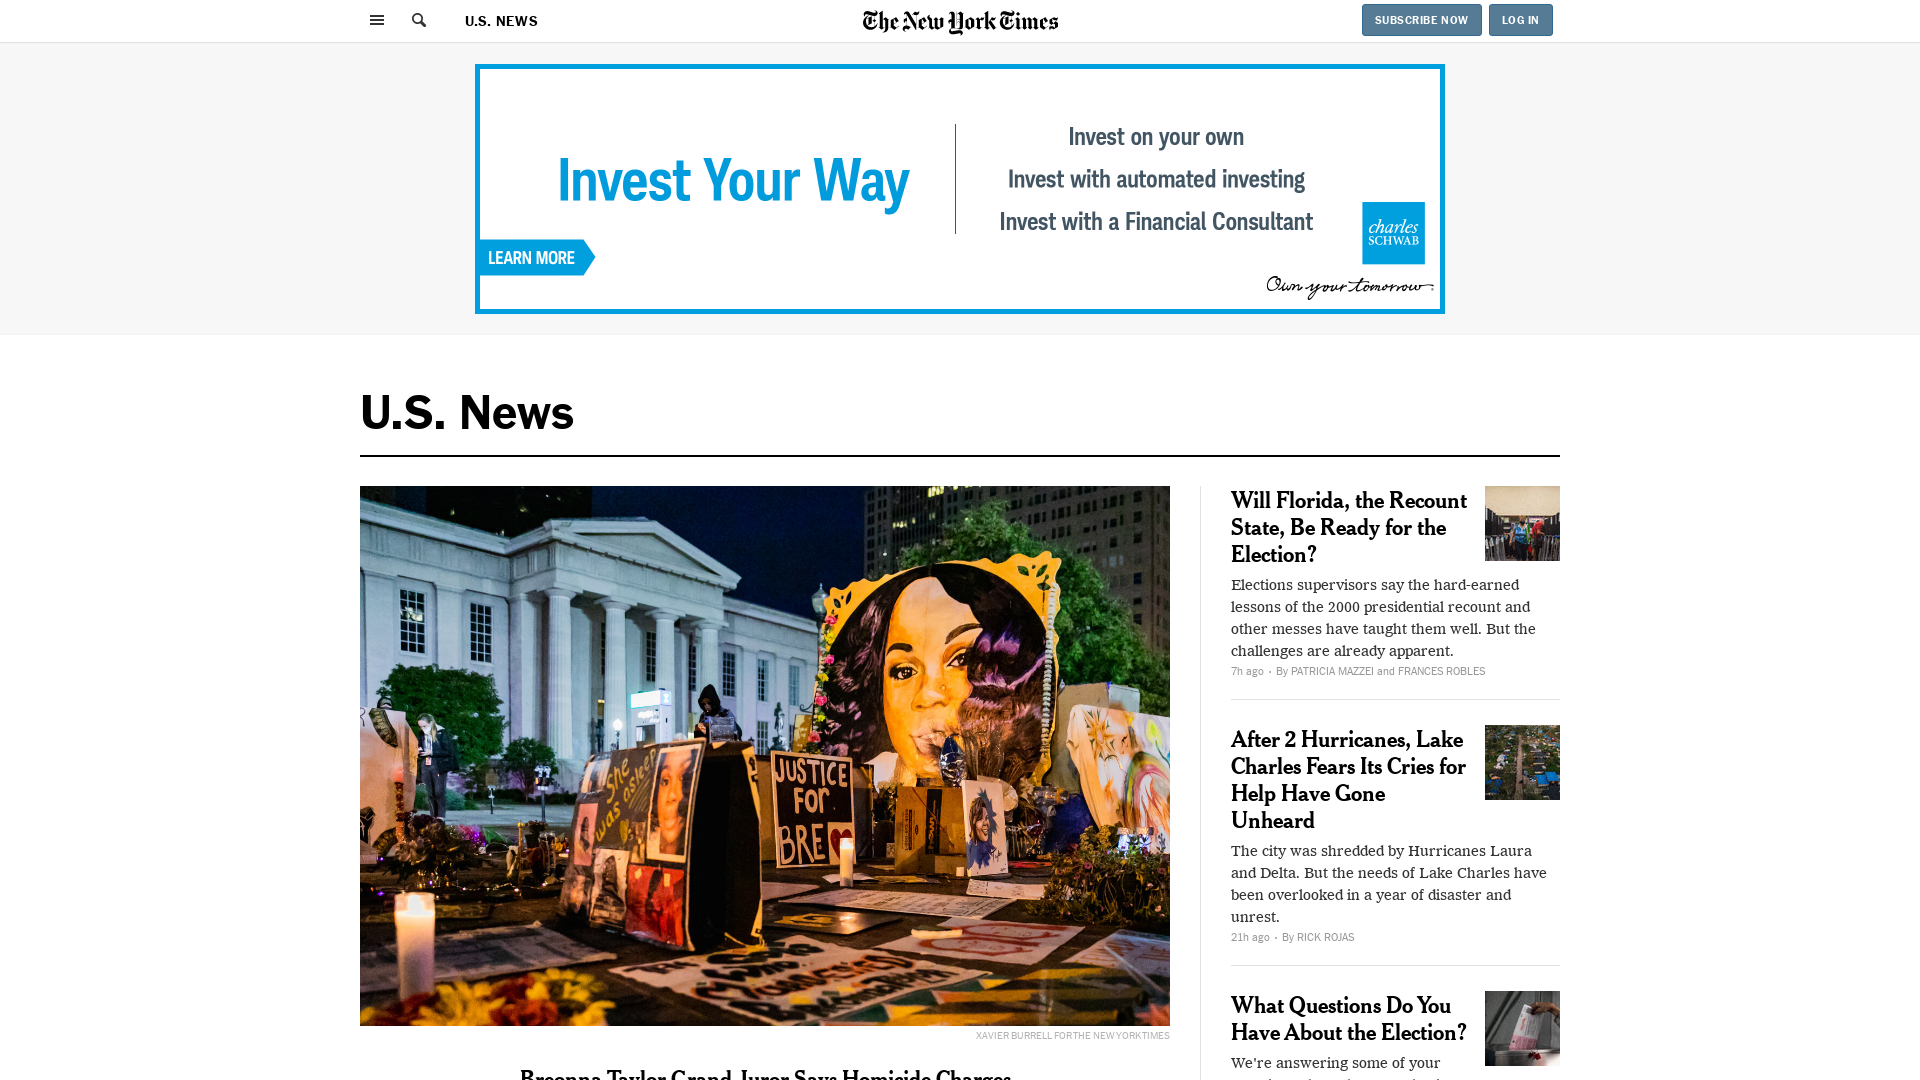 U.S. NEWS
The New York Times
SUBSCRIBE NOW
LOG IN
Invest Your Way
Invest on your own
Invest with automated investing
Invest with a Financial Consultant
LEARN MORE
charles
SCHWAB
Own your tomorrow
U.S. News
She
was asleep
JUSTICE
FOR
BRE
XAVIER BURRELL FOR THE NEW YORK TIMES
Breonna Taylor Grand Juror Says Homicide Charges
Will Florida, the Recount
State, Be Ready for the
Election?
Elections supervisors say the hard-earned
lessons of the 2000 presidential recount and
other messes have taught them well. But the
challenges are already apparent.
7h ago • By PATRICIA MAZZEI and FRANCES ROBLES
After 2 Hurricanes, Lake
Charles Fears Its Cries for
Help Have Gone
Unheard
The city was shredded by Hurricanes Laura
and Delta. But the needs of Lake Charles have
been overlooked in a year of disaster and
unrest.
21h ago • By RICK ROJAS
What Questions Do You
Have About the Election?
We're answering some of your